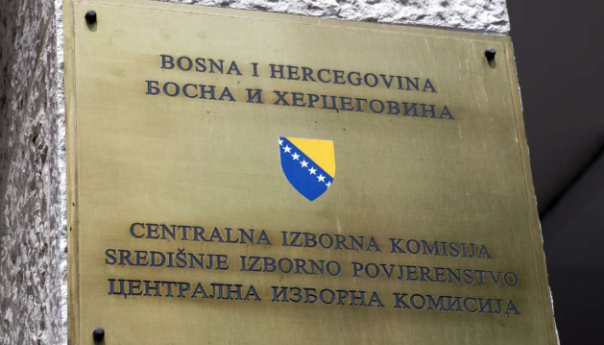 BOSNA I HERCEGOVINA
БОСНА И ХЕРЦЕГОВИНА
CENTRALNA IZBORNA KOMISIJA
SREDIŠNJE IZBORNO POVJERENSTVO
ЦЕНТРАЛНА ИЗБОРНА КОМИСИЈА